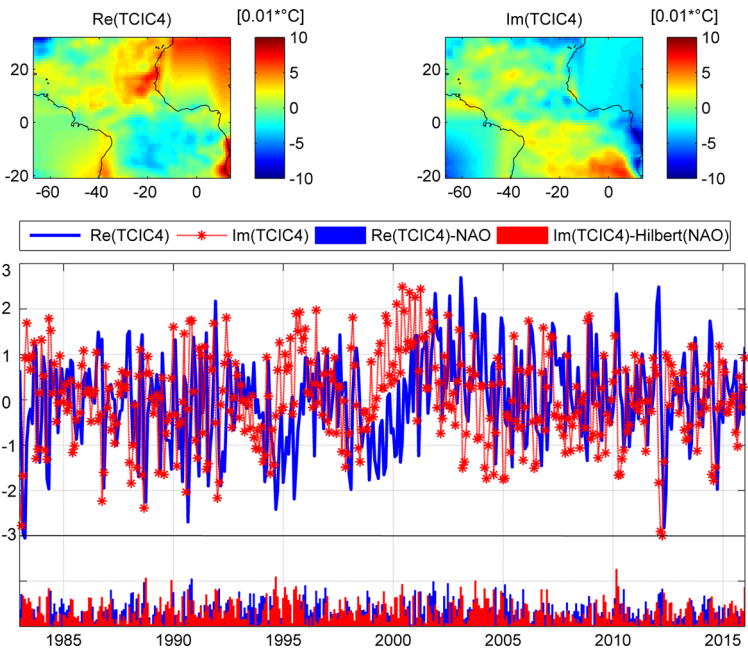 Re(TCIC4) [0.01*°C] Im(TCIC4) [0.01*°C]
10 10
20 20
5 5
0 0 0 0
-5 -5
-20 -10 -20 -10
-60 -40 -20 0 -60 -40 -20 0
Re(TCIC4) Im(TCIC4) Re(TCIC4)-NAO Im(TCIC4)-Hilbert(NAO)
3
2
1
0
-1
-2
-3
1985 1990 1995 2000 2005 2010 2015